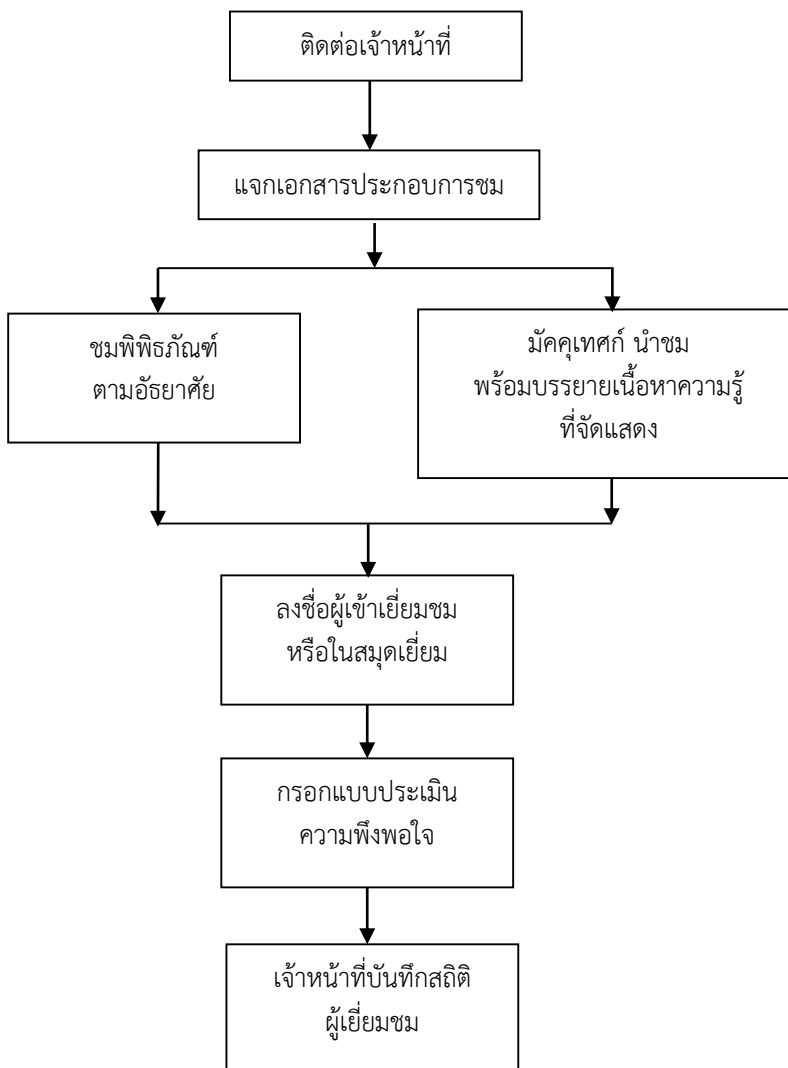 ติดต่อเจ้าหน้าที่
แจกเอกสารประกอบการชม
ชมพิพิธภัณฑ์
ตามอัธยาศัย
มัคคุเทศก์ นำชม
พร้อมบรรยายเนื้อหาความรู้
ที่จัดแสดง
ลงชื่อผู้เข้าเยี่ยมชม
หรือในสมุดเยี่ยม
กรอกแบบประเมิน
ความพึงพอใจ
เจ้าหน้าที่บันทึกสถิติ
ผู้เยี่ยมชม